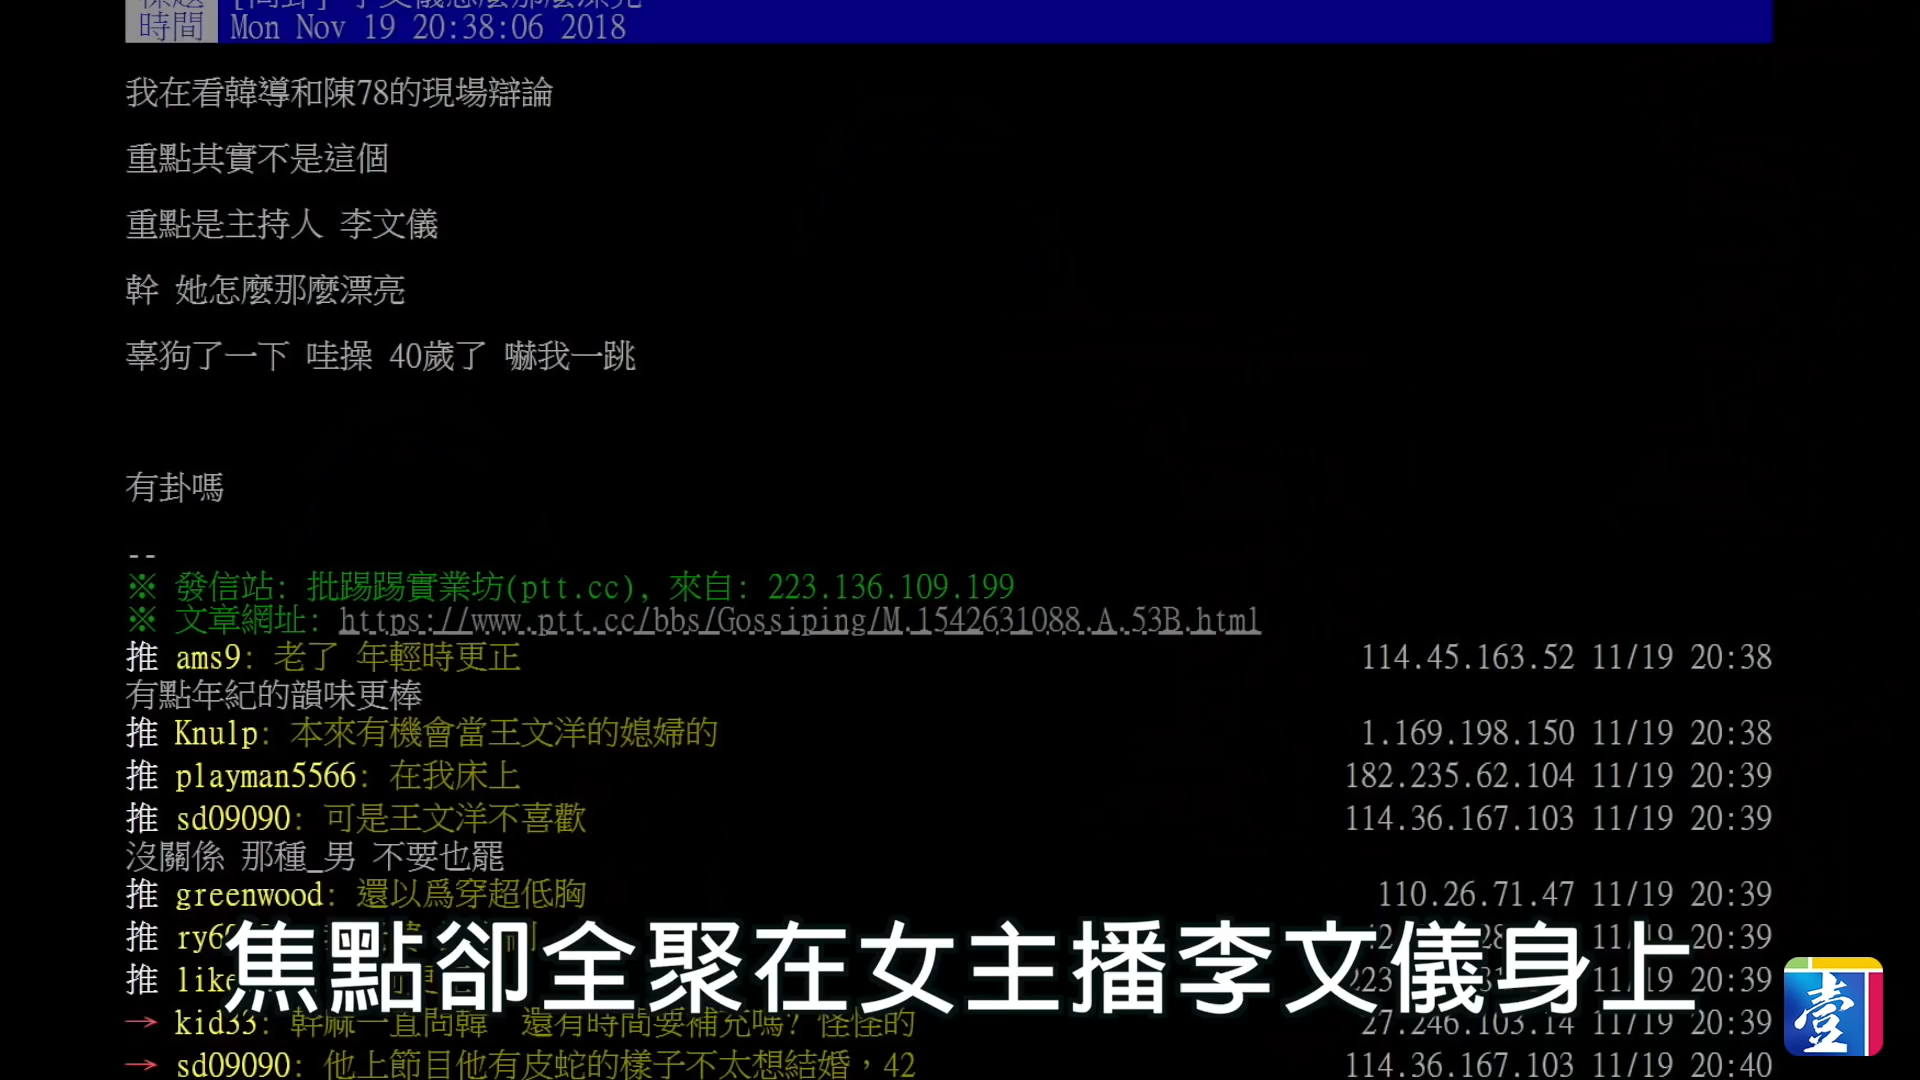 時間 Mon Nov 19 20:38:06 2018
我在看韓導和陳78的現場辯論
重點其實不是這個
重點是主持人 李文儀
幹 她怎麼那麼漂亮
辜狗了一下 哇操 40歲了 嚇我一跳
有卦嗎
--
※ 發信站: 批踢踢實業坊(ptt.cc), 來自: 223.136.109.199
※ 文章網址: https://www.ptt.cc/bbs/Gossiping/M.1542631088.A.53B.html
推 ams9: 老了 年輕時更正 114.45.163.52 11/19 20:38
有點年紀的韻味更棒
推 Knulp: 本來有機會當王文洋的媳婦的 1.169.198.150 11/19 20:38
推 playman5566: 在我床上 182.235.62.104 11/19 20:39
推 sd09090: 可是王文洋不喜歡 114.36.167.103 11/19 20:39
沒關係 那種_男 不要也罷
推 greenwood: 還以為穿超低胸 110.26.71.47 11/19 20:39
推 11/19 20:39
推 like 11/19 20:39
焦點卻全聚在女主播李文儀身上
→ kid33: 幹麻一直問韓 還有時間要補充嗎? 怪怪的 27.246.103.14 11/19 20:39
→ sd09090: 他上節目他有皮蛇的樣子不太想結婚，42 114.36.167.103 11/19 20:40
壹